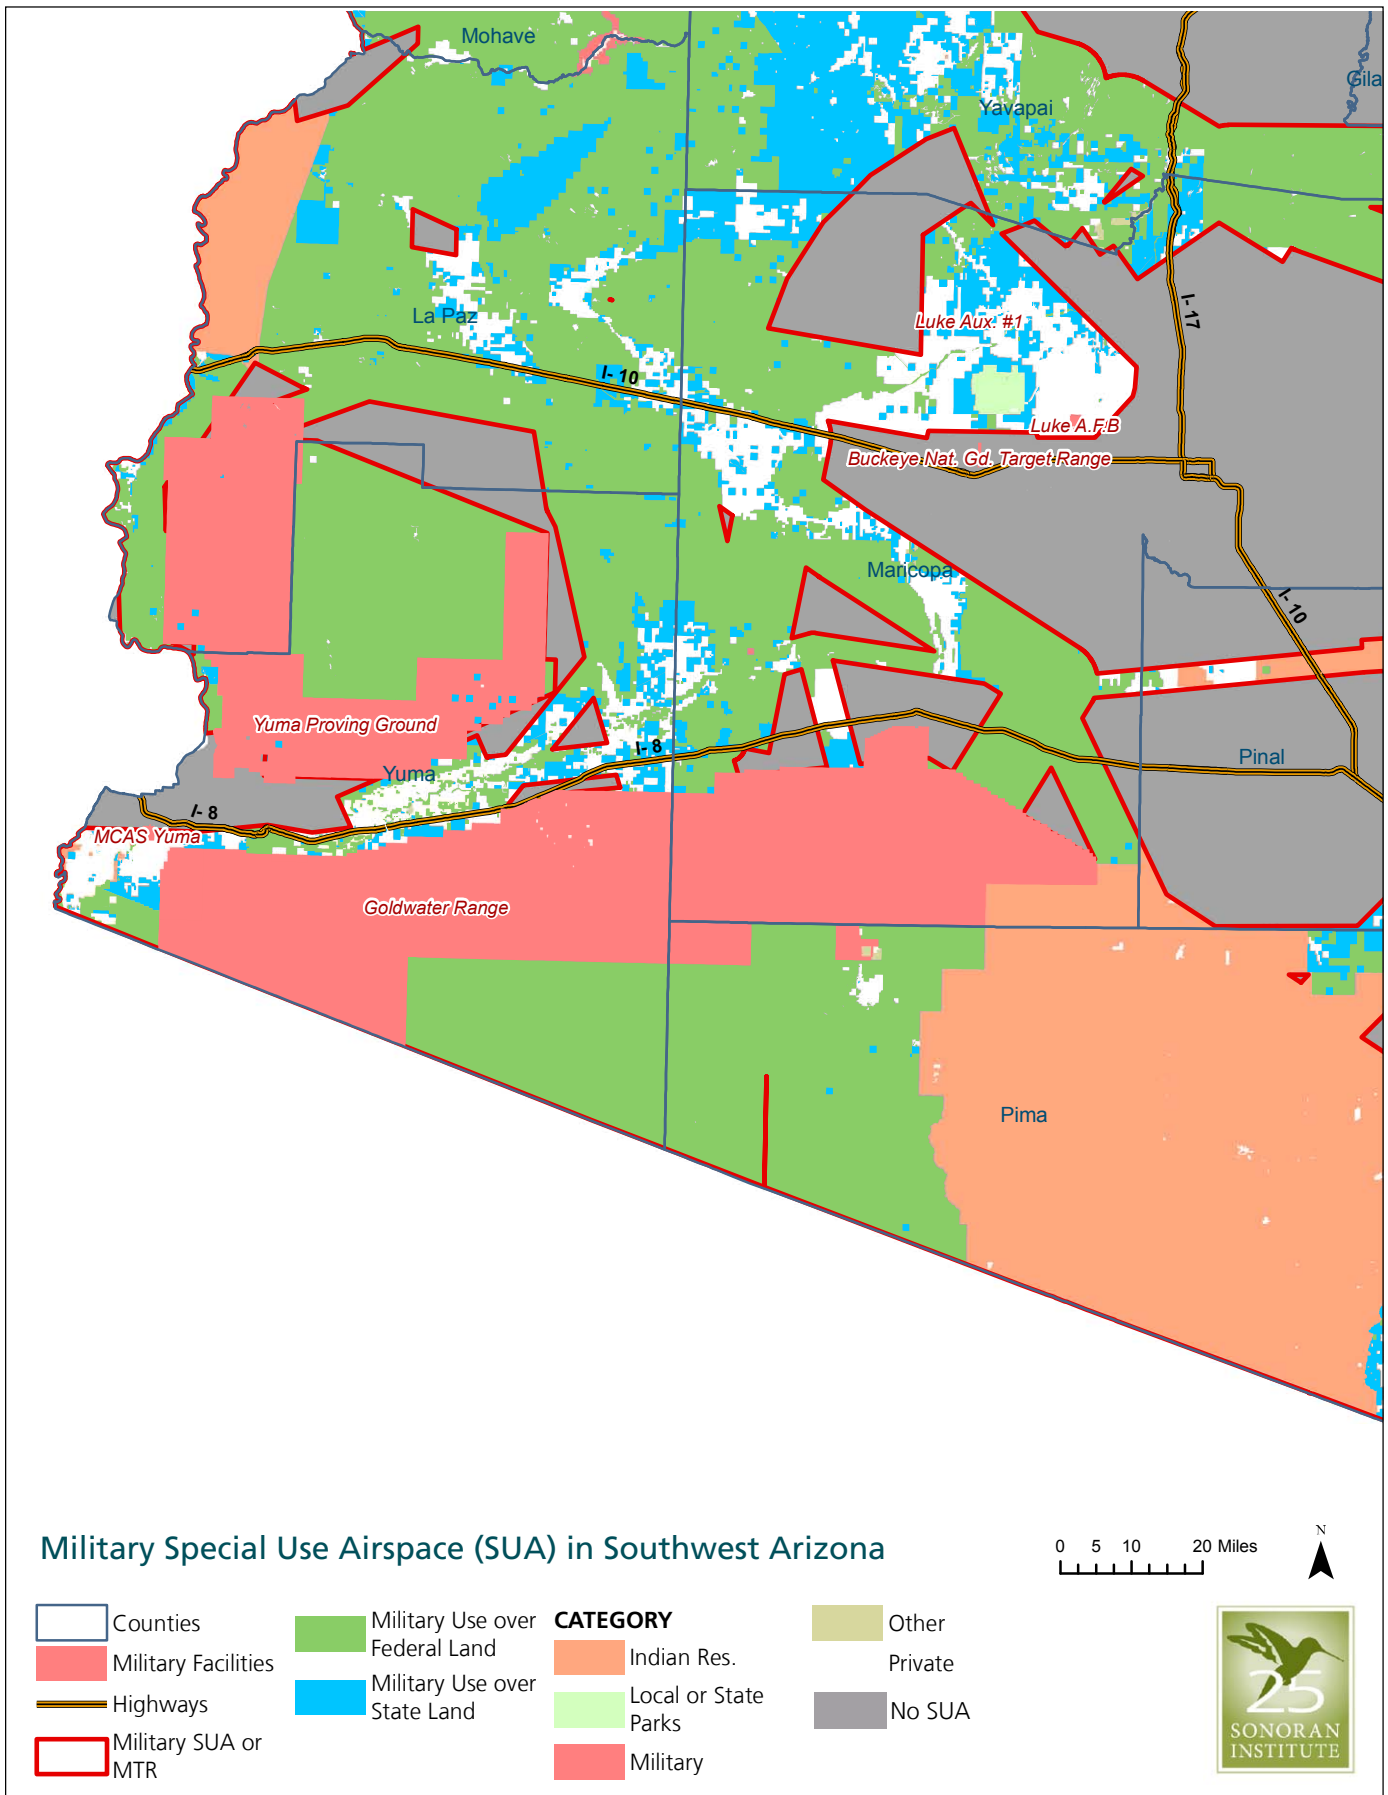 Mohave
Gila
Yavapai
I-17
La Paz
Luke Aux. #1
I- 10
Luke A.F.B
Buckeye Nat. Gd. Target Range
Maricopa
I- 10
Yuma Proving Ground
I- 8
Pinal
Yuma
I- 8
MCAS Yuma
Goldwater Range
Pima
Military Special Use Airspace (SUA) in Southwest Arizona
0 5 10 20 Miles
N
Counties
Military Facilities
Highways
Military SUA or
MTR
Military Use over
Federal Land
Military Use over
State Land
CATEGORY
Indian Res.
Local or State
Parks
Military
Other
Private
No SUA
25
SONORAN
INSTITUTE